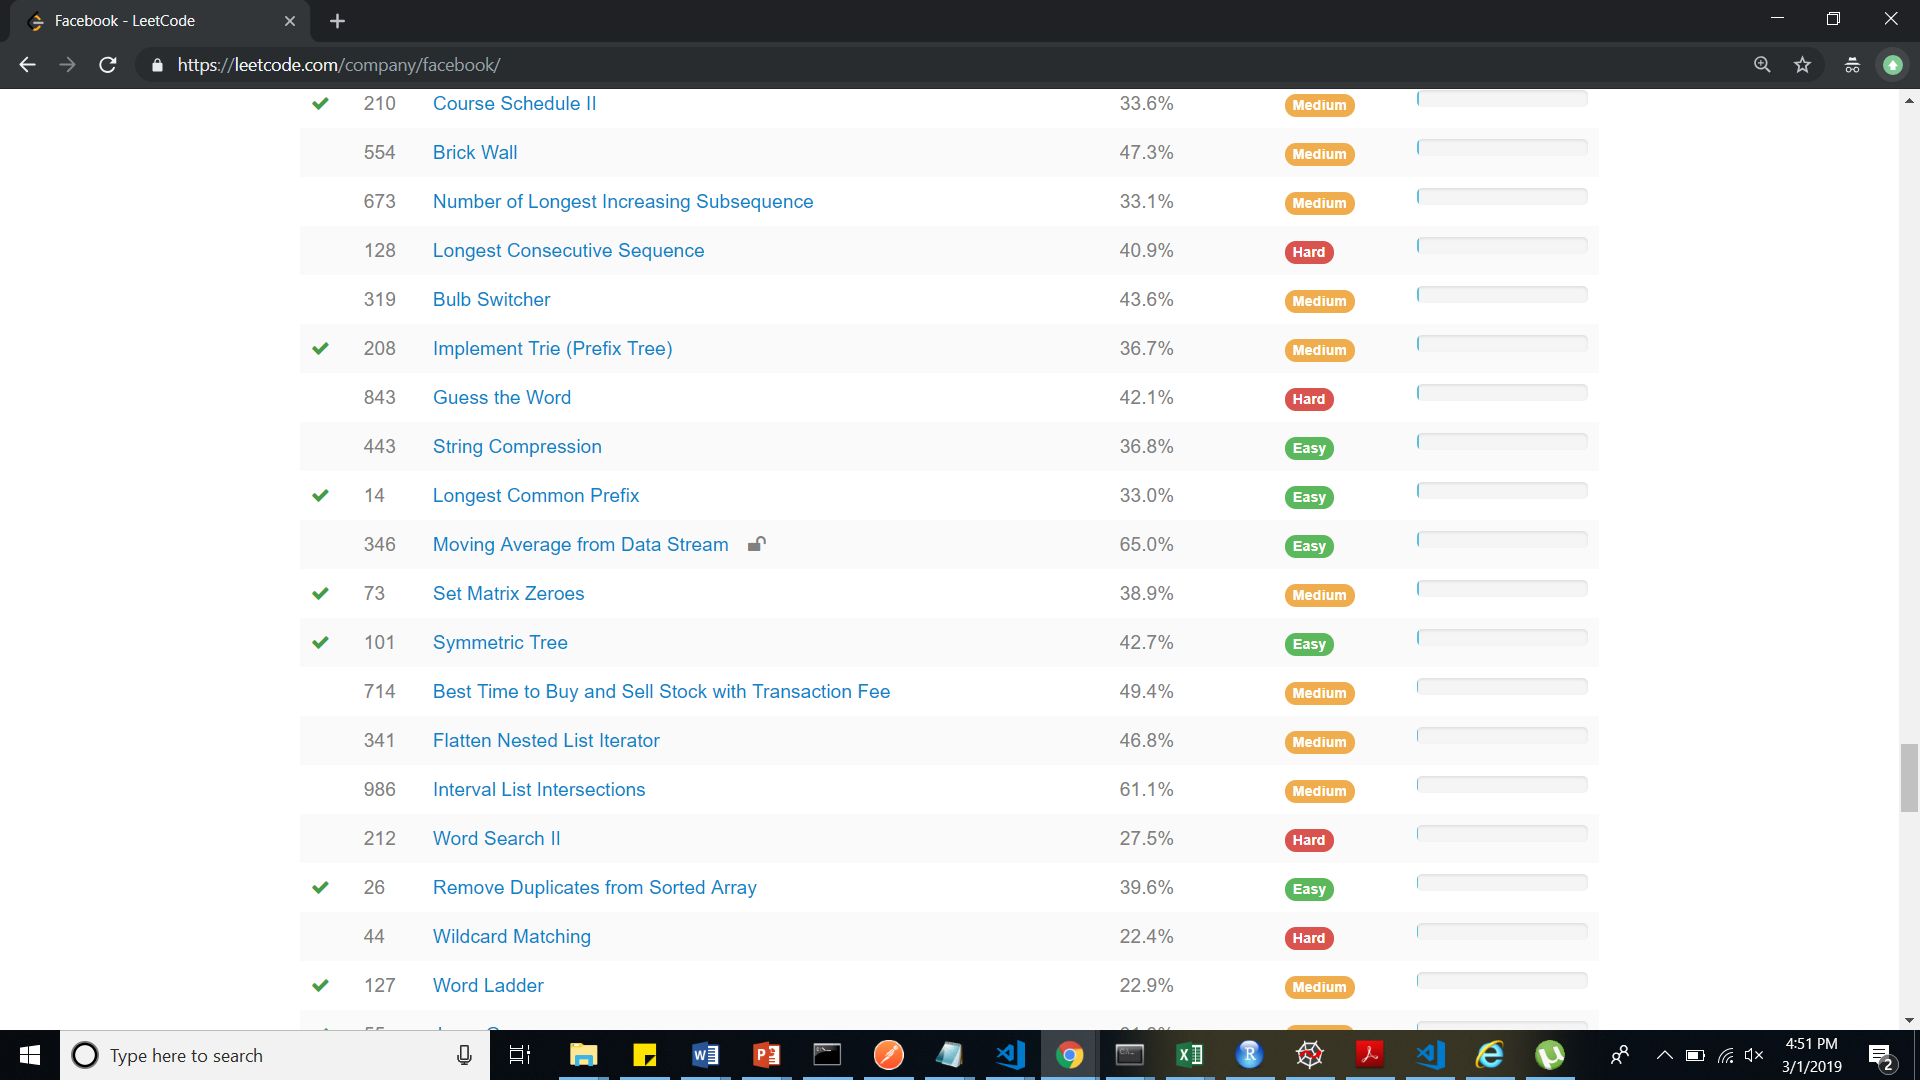 Facebook - LeetCode
https://leetcode.com/company/facebook/
210 Course Schedule II 33.6% Medium
554 Brick Wall 47.3% Medium
673 Number of Longest Increasing Subsequence 33.1% Medium
128 Longest Consecutive Sequence 40.9% Hard
319 Bulb Switcher 43.6% Medium
208 Implement Trie (Prefix Tree) 36.7% Medium
843 Guess the Word 42.1% Hard
443 String Compression 36.8% Easy
14 Longest Common Prefix 33.0% Easy
346 Moving Average from Data Stream 65.0% Easy
73 Set Matrix Zeroes 38.9% Medium
101 Symmetric Tree 42.7% Easy
714 Best Time to Buy and Sell Stock with Transaction Fee 49.4% Medium
341 Flatten Nested List Iterator 46.8% Medium
986 Interval List Intersections 61.1% Medium
212 Word Search II 27.5% Hard
26 Remove Duplicates from Sorted Array 39.6% Easy
44 Wildcard Matching 22.4% Hard
127 Word Ladder 22.9% Medium
Type here to search
4:51 PM
3/1/2019
2